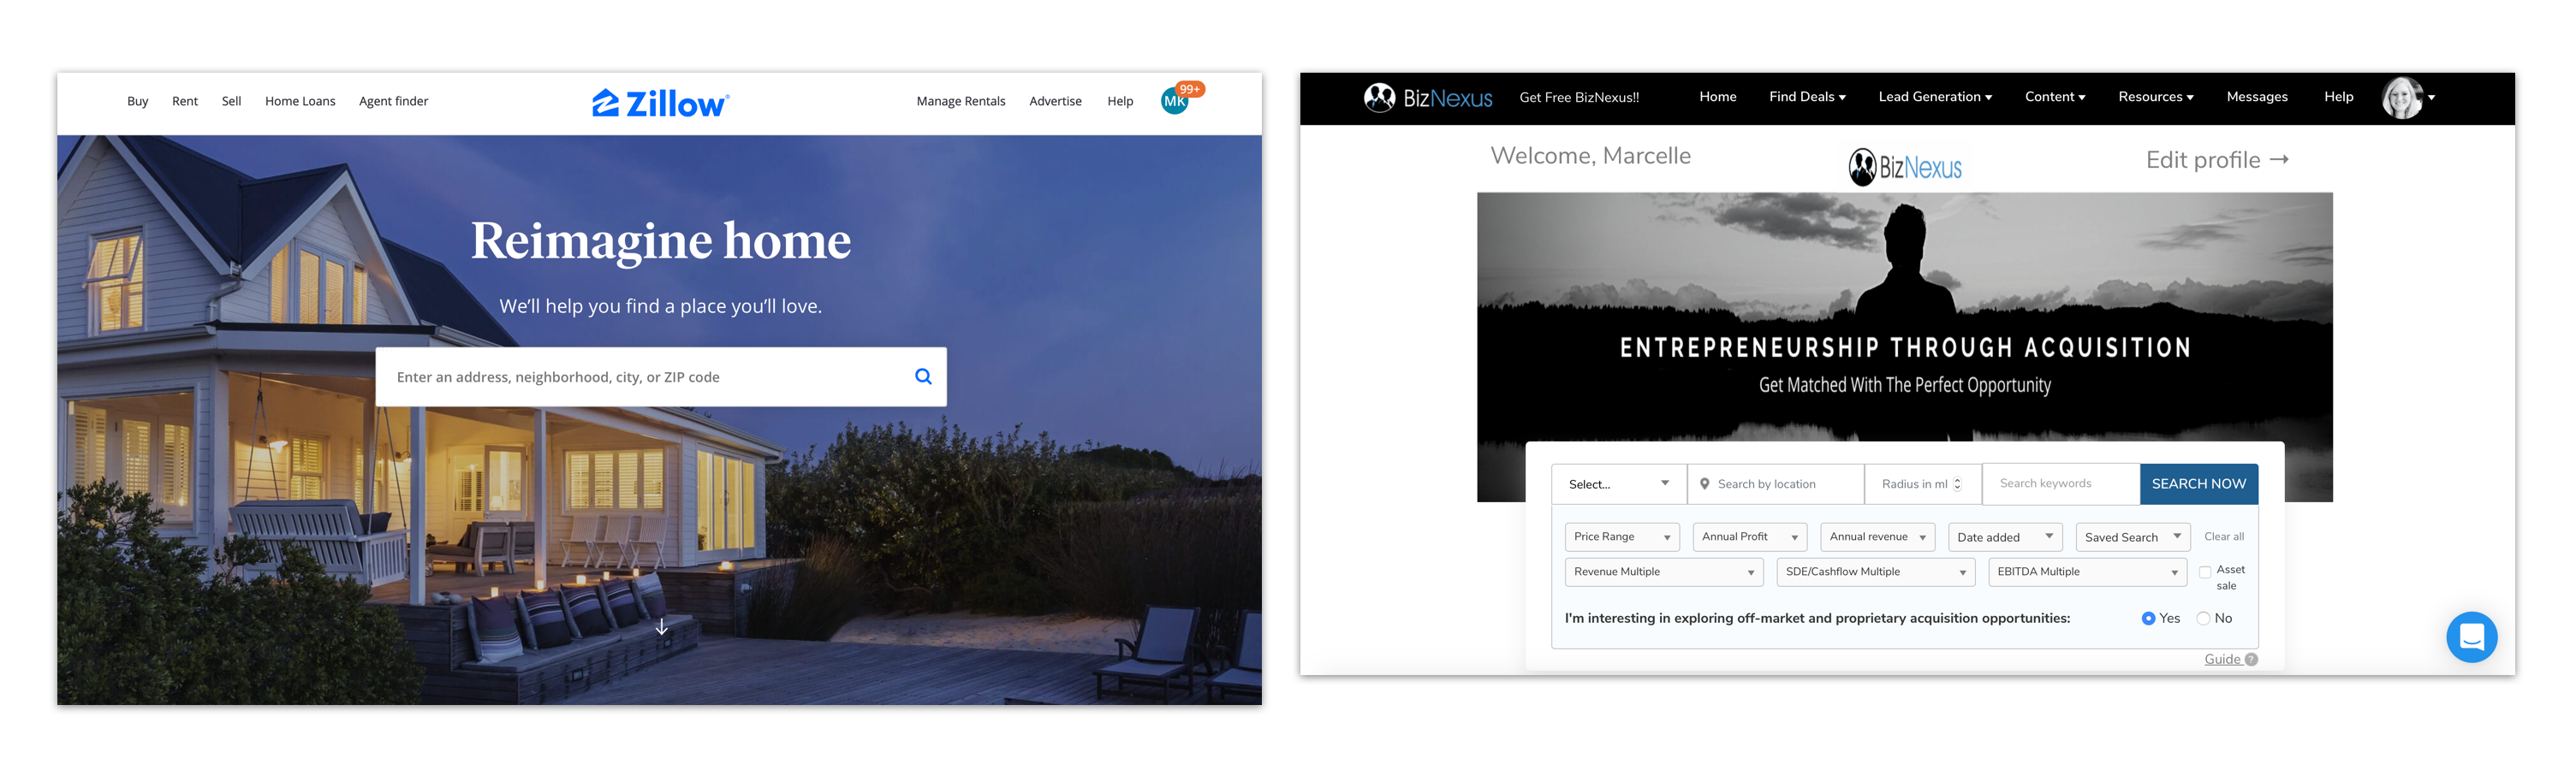 Buy Rent Sell Home Loans Agent finder Zillow® Manage Rentals Advertise Help MK 99+
Reimagine home
We'll help you find a place you'll love.
Enter an address, neighborhood, city, or ZIP code
BizNexus Get Free BizNexus!! Home Find Deals Lead Generation Content Resources Messages Help
Welcome, Marcelle BizNexus Edit profile →
ENTREPRENEURSHIP THROUGH ACQUISITION
Get Matched With The Perfect Opportunity
Select... Search by location Radius in ml Search keywords SEARCH NOW
Price Range Annual Profit Annual revenue Date added Saved Search Clear all
Revenue Multiple SDE/Cashflow Multiple EBITDA Multiple Asset sale
I'm interesting in exploring off-market and proprietary acquisition opportunities: Yes No
Guide ?